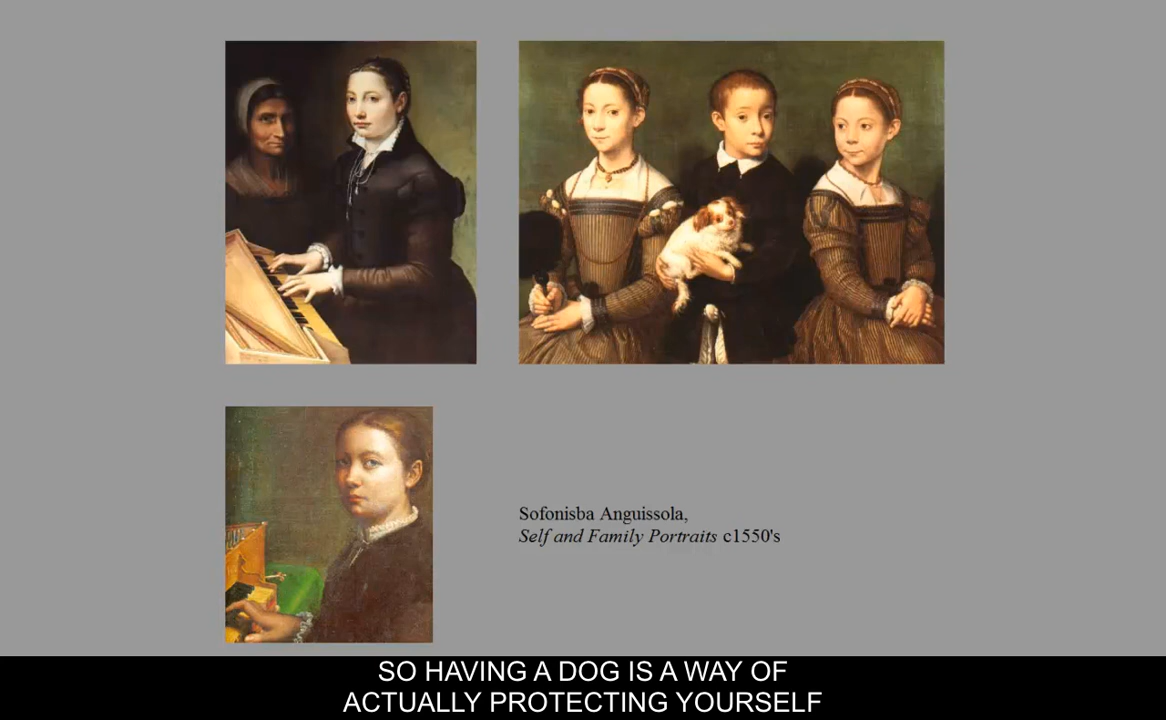 Sofonisba Anguissola,
Self and Family Portraits c1550's
SO HAVING A DOG IS A WAY OF
ACTUALLY PROTECTING YOURSELF